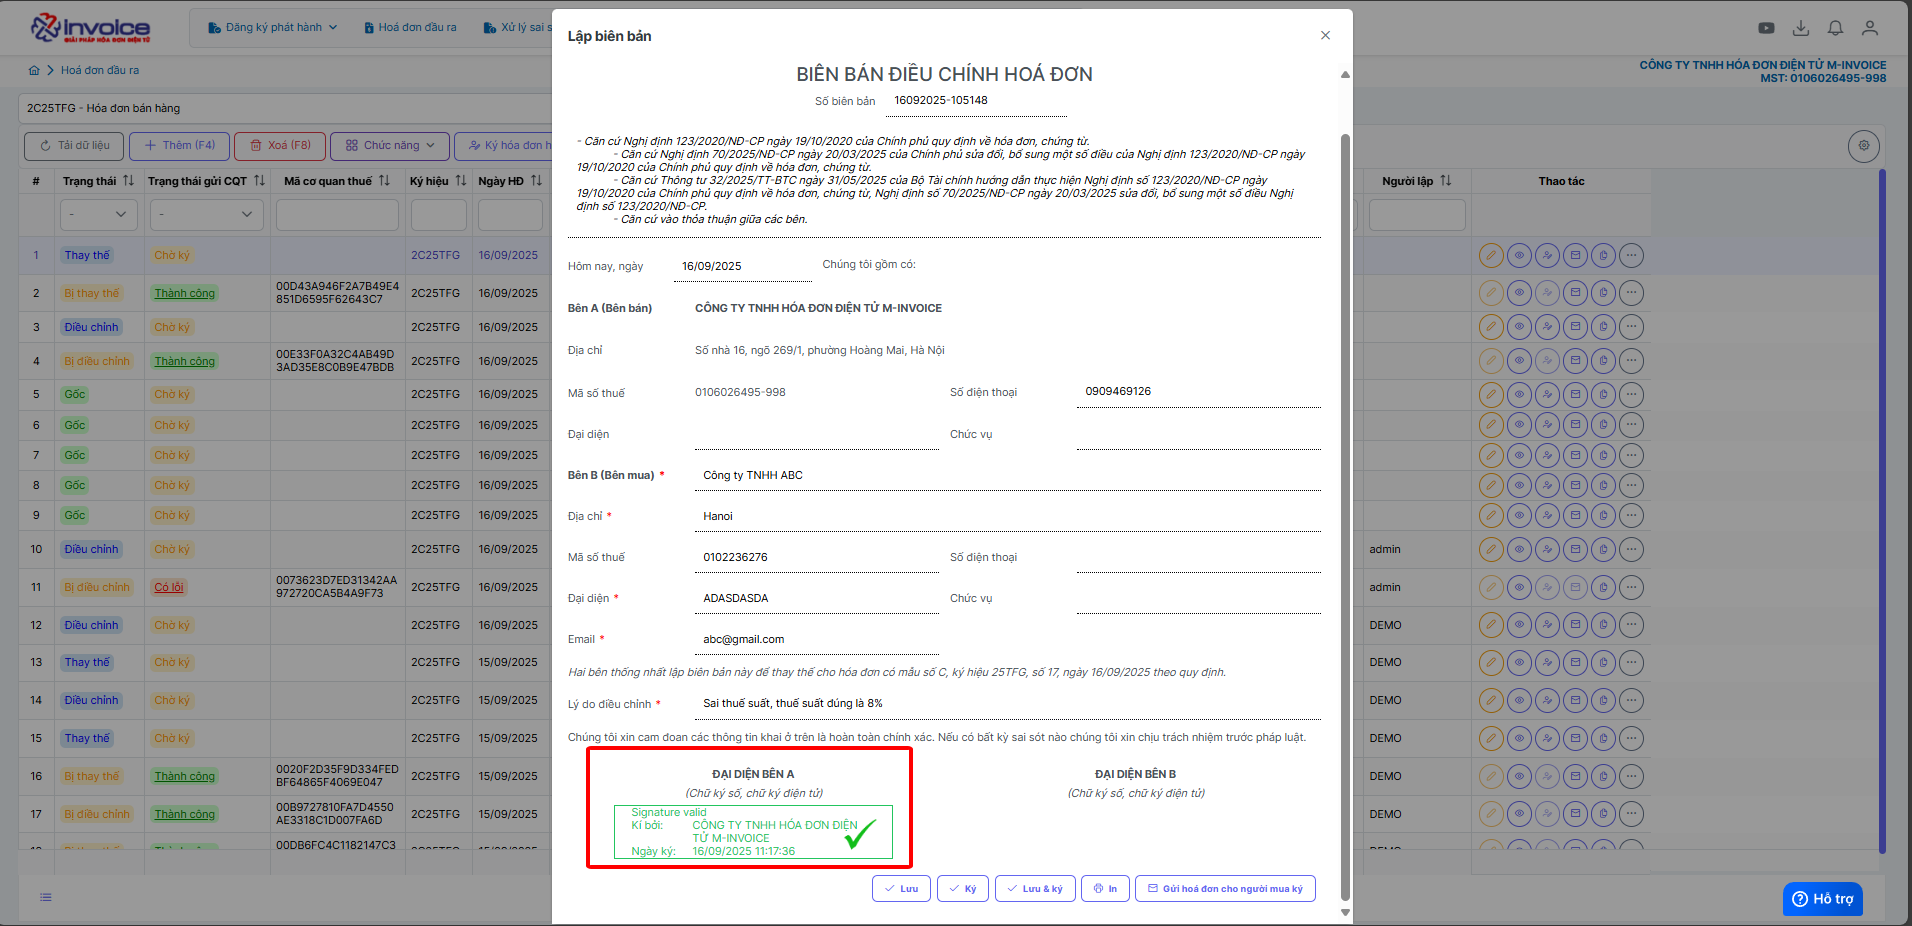 invoice
GIẢI PHÁP HÓA ĐƠN ĐIỆN TỬ
Đăng ký phát hành
Hoá đơn đầu ra
Xử lý sai s
Hoá đơn đầu ra
CÔNG TY TNHH HÓA ĐƠN ĐIỆN TỬ M-INVOICE
MST: 0106026495-998
2C25TFG - Hóa đơn bán hàng
Tải dữ liệu
Thêm (F4)
Xoá (F8)
Chức năng
Ký hóa đơn h
# Trạng thái Trạng thái gửi CQT Mã cơ quan thuế Ký hiệu Ngày HĐ Người lập Thao tác
- -
1 Thay thế Chờ ký 2C25TFG 16/09/2025
2 Bị thay thế Thành công 00D43A946F2A7B49E4
851D6595F62643C7 2C25TFG 16/09/2025
3 Điều chỉnh Chờ ký 2C25TFG 16/09/2025
4 Bị điều chỉnh Thành công 00E33F0A32C4AB49D
3AD35E8C0B9E47BDB 2C25TFG 16/09/2025
5 Gốc Chờ ký 2C25TFG 16/09/2025
6 Gốc Chờ ký 2C25TFG 16/09/2025
7 Gốc Chờ ký 2C25TFG 16/09/2025
8 Gốc Chờ ký 2C25TFG 16/09/2025
9 Gốc Chờ ký 2C25TFG 16/09/2025
10 Điều chỉnh Chờ ký 2C25TFG 16/09/2025 admin
11 Bị điều chỉnh Có lỗi 0073623D7ED31342AA
972720CA5B4A9F73 2C25TFG 16/09/2025 admin
12 Điều chỉnh Chờ ký 2C25TFG 16/09/2025 DEMO
13 Thay thế Chờ ký 2C25TFG 15/09/2025 DEMO
14 Điều chỉnh Chờ ký 2C25TFG 15/09/2025 DEMO
15 Thay thế Chờ ký 2C25TFG 15/09/2025 DEMO
16 Bị thay thế Thành công 0020F2D35F9D334FED
BF64865F4069E047 2C25TFG 15/09/2025 DEMO
17 Bị điều chỉnh Thành công 00B9727810FA7D4550
AE3318C1D007FA6D 2C25TFG 15/09/2025 DEMO
00DB6FC4C1182147C3
Hỗ trợ
Lập biên bản
BIÊN BẢN ĐIỀU CHỈNH HOÁ ĐƠN
Số biên bản 16092025-105148
- Căn cứ Nghị định 123/2020/NĐ-CP ngày 19/10/2020 của Chính phủ quy định về hóa đơn, chứng từ.
- Căn cứ Nghị định 70/2025/NĐ-CP ngày 20/03/2025 của Chính phủ sửa đổi, bổ sung một số điều của Nghị định 123/2020/NĐ-CP ngày
19/10/2020 của Chính phủ quy định về hóa đơn, chứng từ.
- Căn cứ Thông tư 32/2025/TT-BTC ngày 31/05/2025 của Bộ Tài chính hướng dẫn thực hiện Nghị định số 123/2020/NĐ-CP ngày
19/10/2020 của Chính phủ quy định về hóa đơn, chứng từ, Nghị định số 70/2025/NĐ-CP ngày 20/03/2025 sửa đổi, bổ sung một số điều Nghị
định số 123/2020/NĐ-CP.
- Căn cứ vào thỏa thuận giữa các bên.
Hôm nay, ngày 16/09/2025 Chúng tôi gồm có:
Bên A (Bên bán) CÔNG TY TNHH HÓA ĐƠN ĐIỆN TỬ M-INVOICE
Địa chỉ Số nhà 16, ngõ 269/1, phường Hoàng Mai, Hà Nội
Mã số thuế 0106026495-998 Số điện thoại 0909469126
Đại diện Chức vụ
Bên B (Bên mua) * Công ty TNHH ABC
Địa chỉ * Hanoi
Mã số thuế 0102236276 Số điện thoại
Đại diện * ADASDASDA Chức vụ
Email * abc@gmail.com
Hai bên thống nhất lập biên bản này để thay thế cho hóa đơn có mẫu số C, ký hiệu 25TFG, số 17, ngày 16/09/2025 theo quy định.
Lý do điều chỉnh * Sai thuế suất, thuế suất đúng là 8%
Chúng tôi xin cam đoan các thông tin khai ở trên là hoàn toàn chính xác. Nếu có bất kỳ sai sót nào chúng tôi xin chịu trách nhiệm trước pháp luật.
ĐẠI DIỆN BÊN A ĐẠI DIỆN BÊN B
(Chữ ký số, chữ ký điện tử) (Chữ ký số, chữ ký điện tử)
Signature valid
Kí bởi: CÔNG TY TNHH HÓA ĐƠN ĐIỆN
TỬ M-INVOICE
Ngày ký: 16/09/2025 11:17:36
Lưu
Ký
Lưu & ký
In
Gửi hoá đơn cho người mua ký